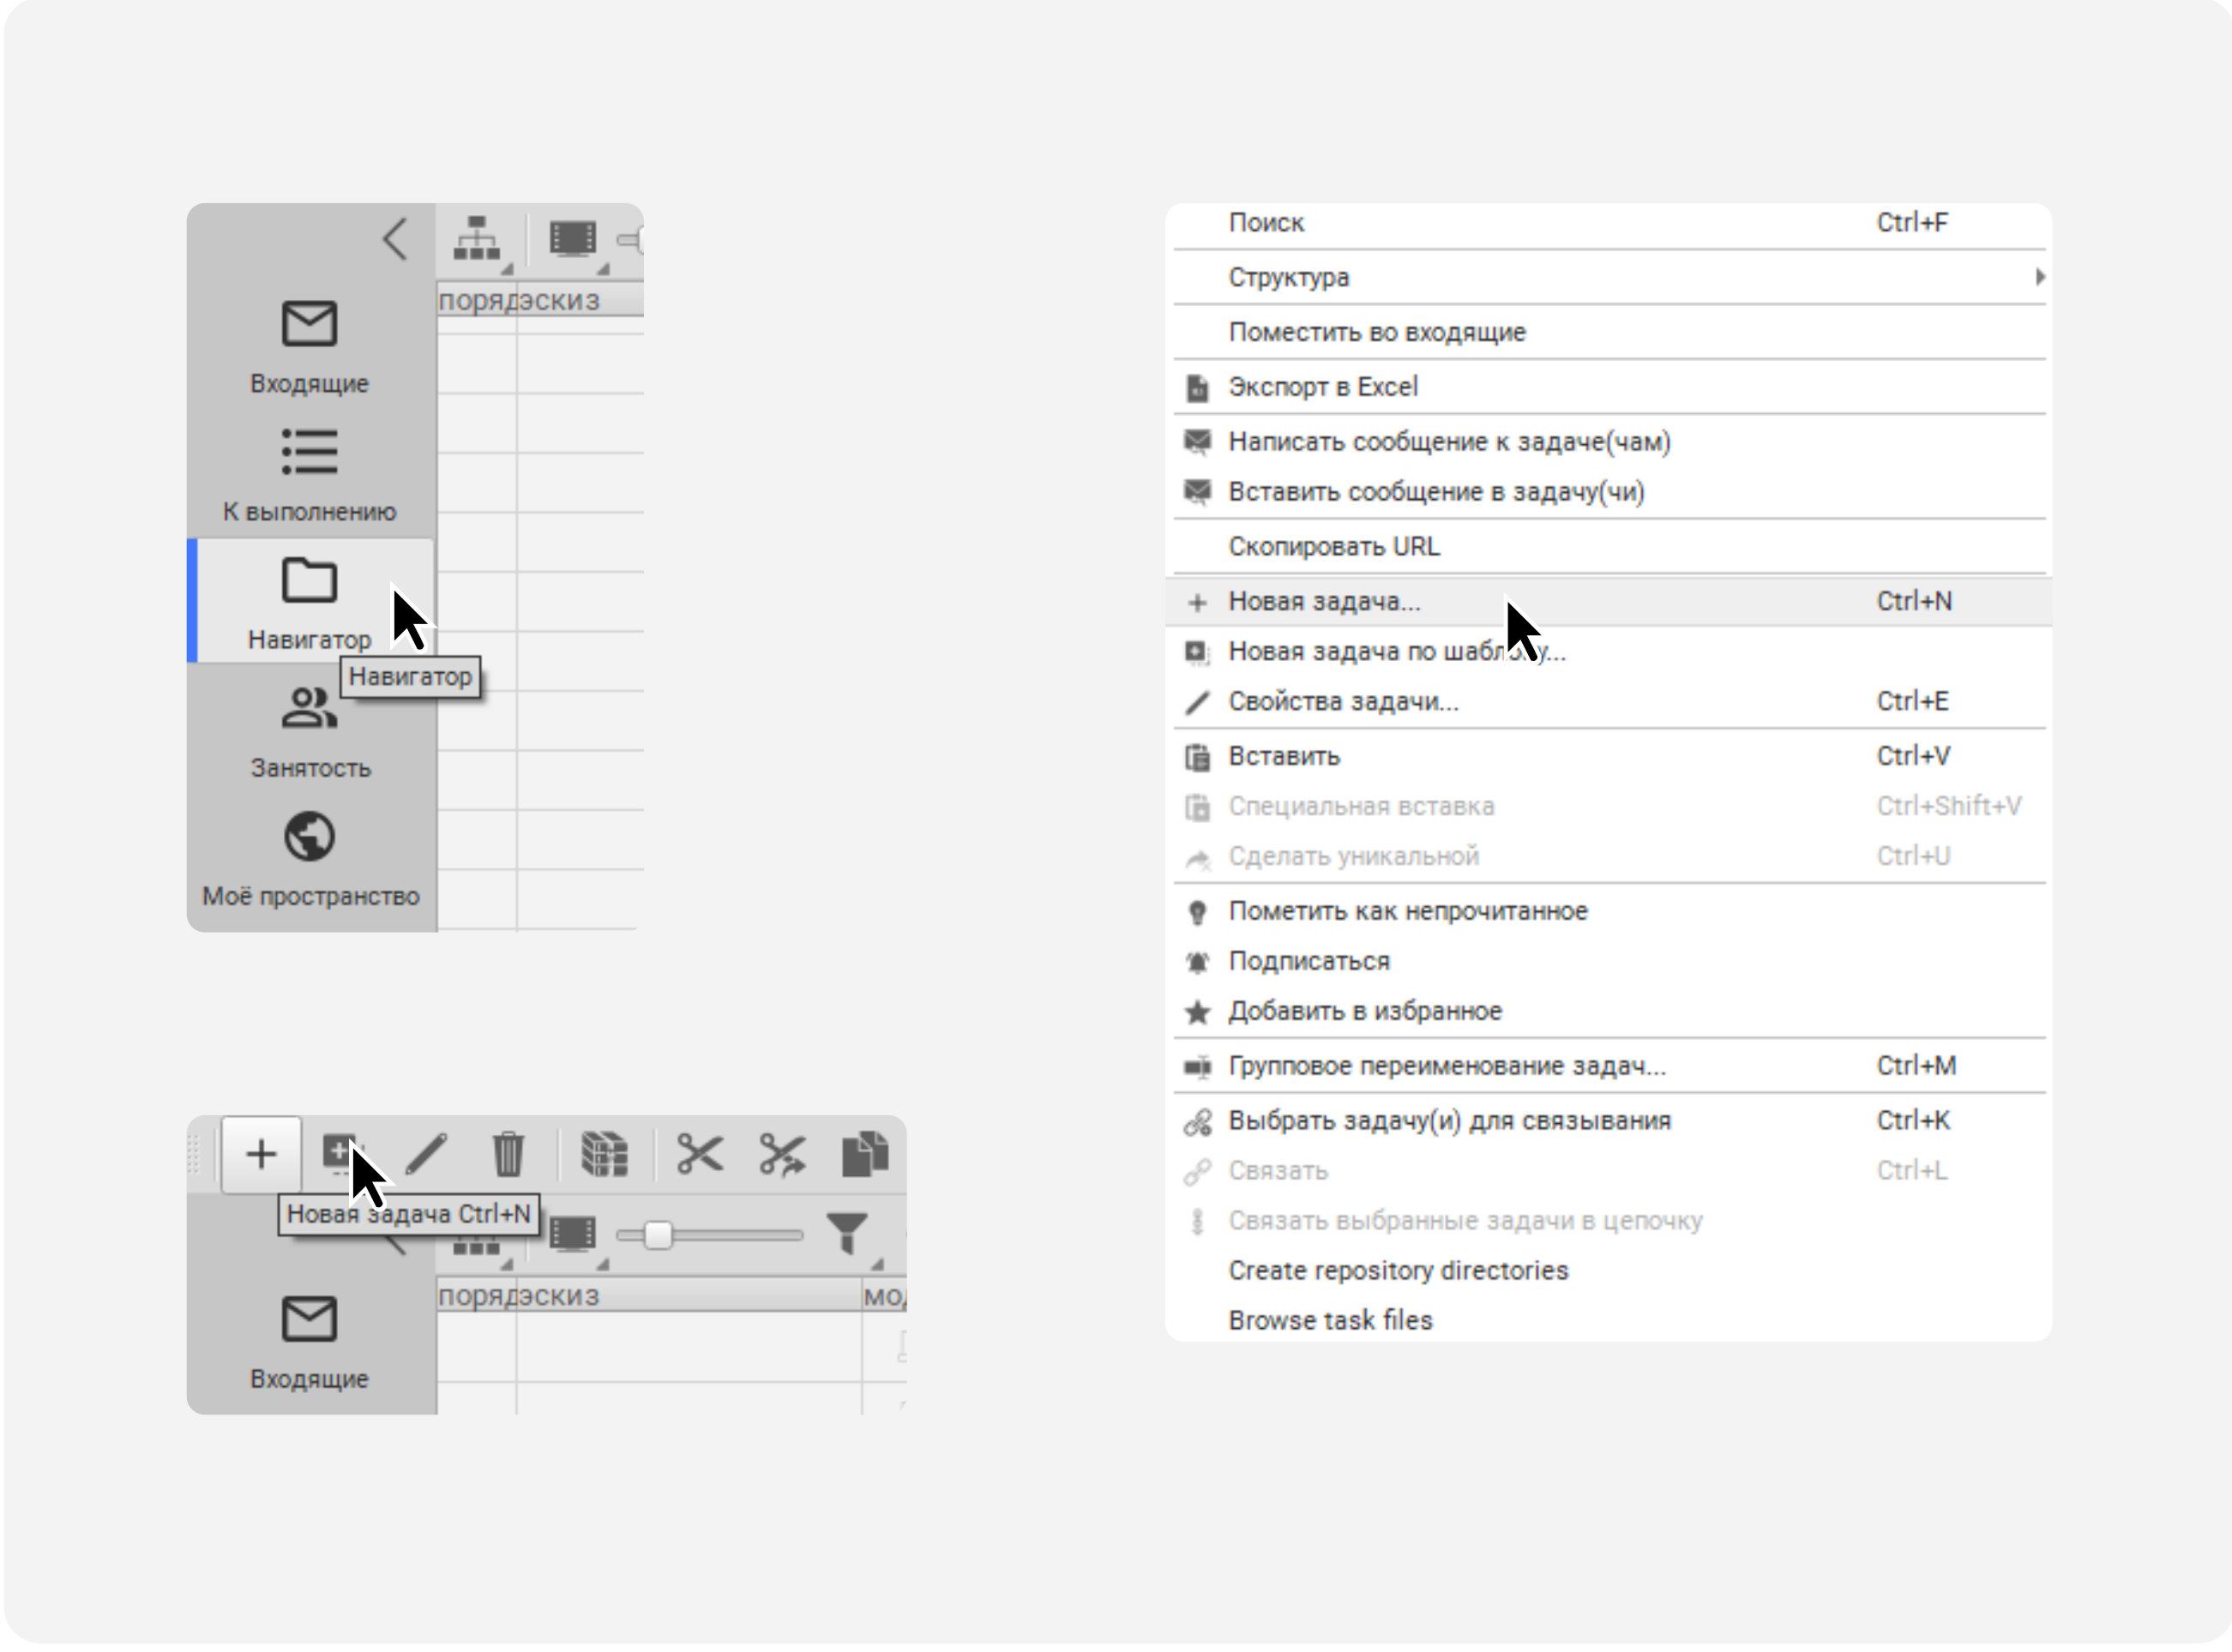 порядэскиз
Входящие
К выполнению
Навигатор
Навигатор
Занятость
Моё пространство
Новая задача Ctrl+N
порядэскиз
Входящие
Поиск Ctrl+F
Структура
Поместить во входящие
Экспорт в Excel
Написать сообщение к задаче(чам)
Вставить сообщение в задачу(чи)
Скопировать URL
Новая задача... Ctrl+N
Новая задача по
Свойства задачи... Ctrl+E
Вставить Ctrl+V
Специальная вставка Ctrl+Shift+V
Сделать уникальной Ctrl+U
Пометить как непрочитанное
Подписаться
Добавить в избранное
Групповое переименование задач... Ctrl+M
Выбрать задачу(и) для связывания Ctrl+K
Связать Ctrl+L
Связать выбранные задачи в цепочку
Create repository directories
Browse task files